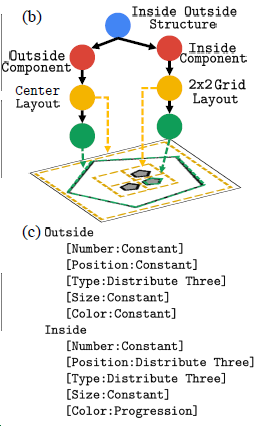 (b)
Inside Outside
Structure
Outside
Component
Inside
Component
Center
Layout
2x2Grid
Layout
(c) Outside
[Number:Constant]
[Position:Constant]
[Type:Distribute Three]
[Size:Constant]
[Color:Constant]
Inside
[Number:Constant]
[Position:Distribute Three]
[Type:Distribute Three]
[Size:Constant]
[Color:Progression]